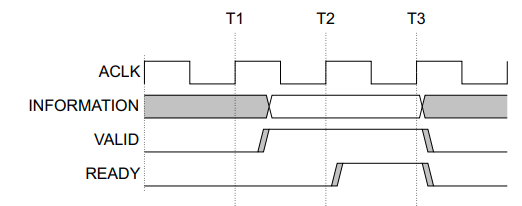 T1 T2 T3
ACLK
INFORMATION
VALID
READY